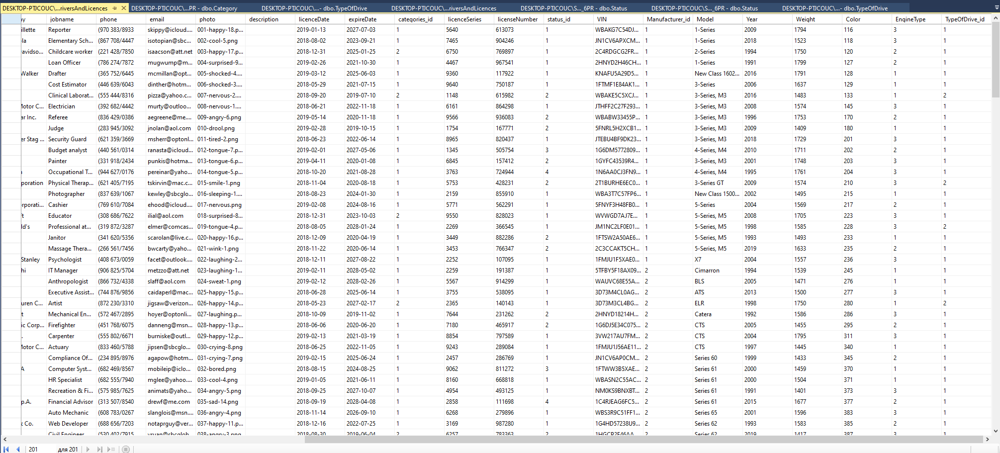 DESKTOP-PTJCOUC\...riversAndLicences DESKTOP-PTJCOUC\...PR - dbo.Category DESKTOP-PTJCOUC\...- dbo.TypeOfDrive DESKTOP-PTJCOUC\...riversAndLicences DESKTOP-PTJCOUC\S..._6PR - dbo.Status DESKTOP-PTJCOUC\S..._6PR - dbo.Status DESKTOP-PTJCOUC\...- dbo.TypeOfDrive
ny jobname phone email photo description licenceDate expireDate categories_id licenceSeries licenseNumber status_id VIN Manufacturer_id Model Year Weight Color EngineType TypeOfDrive_id
illette Reporter (970 383/8933 skippy@icloud.... 001-happy-18.p... 2019-01-13 2027-07-03 1 5640 613073 1 WBAKG7C54DJ... 1 1-Series 2009 1794 116 3 1
la Elementary Sch... (867 708/4447 isotopian@sbc... 002-cool-5.png 2018-08-02 2023-09-21 1 7465 904246 1 JN1CV6APXCM... 1 1-Series 2018 1523 118 3 1
avidso... Childcare worker (221 428/7850 isaacson@att.net 003-happy-17.p... 2018-12-31 2025-01-25 2 6750 769897 1 2C4RDGCG2FR... 1 2-Series 1994 1750 120 2 1
Loan Officer (786 274/7872 mugwump@m... 004-surprised-9... 2019-02-26 2021-10-30 1 4467 967541 1 2HNYD2H46CH... 1 1-Series 1991 1799 127 2 1
Walker Drafter (365 752/6445 mcmillan@opt... 005-shocked-4.... 2019-03-12 2025-06-03 1 9360 117922 1 KNAFU5A29D5... 1 New Class 1602... 2016 1791 128 1 1
Cost Estimator (446 639/6043 dinther@hotm... 006-shocked-3.... 2018-05-29 2021-07-15 1 9640 750187 1 1FTMF1E84AK1... 1 3-Series 2006 1637 129 1 1
Clinical Laborat... (555 444/8316 pizza@yahoo.c... 007-nervous-2.... 2018-09-20 2019-07-10 2 1148 615982 2 WBAKE5C5XCJ... 1 3-Series, M3 2016 1483 133 1 2
Motor C... Electrician (392 682/4442 murty@outloo... 008-nervous-1.... 2018-06-21 2022-11-18 1 6161 864298 1 JTHFF2C27F293... 1 3-Series, M3 2008 1574 145 3 1
ar Inc. Referee (836 429/0386 aegreene@me.... 009-angry-6.png 2019-05-14 2020-11-18 1 9566 936083 2 WBABW33455P... 1 3-Series, M3 1996 1753 170 2 1
Judge (283 945/3092 jnolan@aol.com 010-drool.png 2019-02-28 2019-10-15 1 1754 167771 2 5FNRL5H2XCB1... 1 3-Series, M3 2009 1409 180 1 1
er Stag ... Security Guard (621 359/3669 msherr@optonl... 011-tired-2.png 2018-06-23 2022-06-14 1 8965 820437 1 JTEBU4BF9DK23... 1 3-Series, M3 2018 1729 201 3 1
Budget analyst (440 561/0314 ranasta@icloud... 012-tongue-7.p... 2019-02-01 2027-05-06 1 1345 505754 3 1G6DM5772809... 1 4-Series, M4 2010 1711 202 2 1
Painter (331 918/2434 punkis@hotma... 013-tongue-6.p... 2019-04-11 2020-01-08 1 6845 157412 2 1GYFC43539R4... 1 3-Series, M3 2001 1748 203 3 1
Occupational T... (944 627/0176 pereinar@yaho... 014-tongue-5.p... 2018-10-20 2021-08-28 1 3763 724944 4 1N6AA0CJ3FN9... 1 4-Series, M4 1995 1761 204 3 1
poration Physical Therap... (621 405/7195 tskirvin@mac.c... 015-smile-1.png 2018-11-04 2020-08-18 1 5753 428231 2 2T1BURHE6EC0... 1 3-Series GT 2009 1574 210 3 2
Photographer (837 639/1067 kewley@sbcglo... 016-sleeping-1.... 2018-08-23 2024-01-30 1 2159 855910 1 WBA3T7C57FP6... 1 New Class 1500... 2002 1495 215 1 1
rporati... Cashier (769 610/7084 ehood@icloud.... 017-nervous.png 2019-02-08 2024-08-16 1 5771 562291 1 5FNYF3H48FB0... 1 5-Series 2004 1569 217 2 1
ft Educator (308 686/7622 ilial@aol.com 018-surprised-8... 2018-12-31 2023-10-03 2 9550 828023 1 WVWGD7AJ7E... 1 5-Series, M5 2008 1705 223 3 1
ld's Professional at... (319 872/3287 elmer@comcas... 019-tongue-4.p... 2018-08-05 2028-01-24 1 2269 366545 1 JM1NC2LF0E01... 1 5-Series, M5 1998 1585 228 3 2
Janitor (341 620/5356 scarolan@live.c... 020-happy-16.p... 2018-12-09 2020-04-19 1 3449 882286 2 1FTSW2A50AE6... 1 5-Series, M5 1993 1493 233 1 1
Massage Thera... (266 561/7456 bwcarty@yaho... 021-wink-1.png 2018-11-22 2020-06-14 1 3453 766347 2 2C3CCAKT5CH... 1 5-Series, M5 2019 1633 235 2 1
Stanley Psychologist (408 673/0059 facet@outlook.... 022-laughing-2... 2018-12-11 2027-08-22 1 2252 107095 1 1FMJU1F5XAE0... 1 X7 2004 1557 236 3 1
hi IT Manager (906 825/5704 metzzo@att.net 023-laughing-1... 2019-02-11 2028-05-02 1 2259 191387 1 5TFBY5F18AX09... 2 Cimarron 1994 1539 245 1 1
Anthropologist (866 732/4338 slaff@aol.com 024-sweat-1.png 2019-02-12 2028-02-26 1 5567 914299 1 WAUVC68E55A... 2 BLS 2005 1471 276 1 1
Executive Assist... (744 876/9856 caidaperl@mac... 025-happy-15.p... 2018-06-28 2025-06-14 1 3755 538095 1 3D73M4CL0AG... 2 ATS 2013 1500 277 3 1
uren C... Artist (872 230/3310 jigsaw@verizon... 026-happy-14.p... 2018-05-23 2027-02-17 2 2365 140143 1 3D73M3CL4BG... 2 ELR 1998 1750 280 1 2
t Mechanical En... (572 467/2895 hoyer@optonli... 027-laughing.p... 2018-10-09 2019-11-02 1 7644 231262 2 2HNYD18214H... 2 Catera 1992 1586 286 3 1
ic Corp... Firefighter (451 768/6075 danneng@msn... 028-happy-13.p... 2018-06-06 2020-06-20 1 7180 465917 2 1G6DJ5E34C075... 2 CTS 2005 1455 295 2 1
. Carpenter (555 802/6671 burniske@outl... 029-happy-12.p... 2019-02-13 2021-03-19 1 8854 797589 1 3VW217AU7FM... 2 CTS 2004 1795 311 3 1
Motor C... Actuary (833 460/5788 jipsen@sbcglo... 030-crying-8.png 2018-06-25 2022-11-05 1 9243 289084 1 1FMJU1J56AE11... 2 CTS 1997 1445 340 1 1
Compliance Of... (234 895/8976 agapow@hotm... 031-crying-7.png 2019-02-15 2025-06-24 1 2457 286769 1 JN1CV6AP0CM... 2 Series 60 1999 1433 345 2 1
A Computer Syst... (682 469/8567 mobileip@iclo... 032-bored.png 2018-08-15 2024-08-25 1 9062 811272 3 1FTWW3B5XAE... 2 Series 61 2000 1459 370 1 1
HR Specialist (682 555/7940 mglee@yahoo.... 033-cool-4.png 2019-01-05 2021-06-11 1 8160 668818 1 WBASN2C55AC... 2 Series 61 2000 1504 371 1 1
Recreation & Fi... (575 985/7625 animats@yaho... 034-angry-5.png 2018-09-25 2027-10-07 1 4954 493125 1 NM0KS9BNXBT... 2 Series 61 1991 1401 373 3 1
p.A. Financial Advisor (313 507/8540 drewf@me.com 035-sad-14.png 2018-09-19 2028-04-08 1 2858 111698 4 1C4RJEAG6FC5... 2 Series 61 2015 1677 377 2 1
Auto Mechanic (608 783/0267 slanglois@msn.... 036-angry-4.png 2018-11-14 2026-09-10 1 6268 279896 1 WBS3R9C51FF1... 2 Series 65 2001 1596 383 3 1
& Co. Web Developer (688 656/7203 notaprguy@ver... 037-happy-11.p... 2018-12-16 2022-07-25 1 3169 987280 1 1G4HD57238U9... 2 Series 62 1993 1583 385 2 1
Civil Engineer (530 402/7915 vruan@sbcglob... 038-angry-3.png 2018-08-30 2019-06-04 2 6257 783363 2 1HGCP2F46AA... 2 Series 62 2019 1417 387 3 1
201 для 201